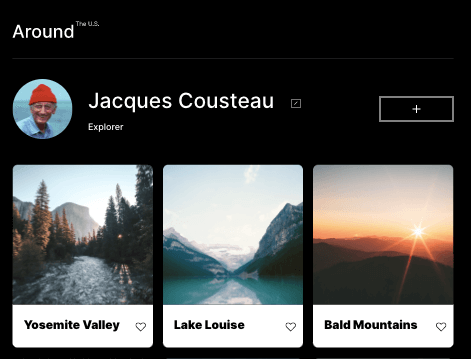 Around The U.S.
Jacques Cousteau
+
Explorer
Yosemite Valley
Lake Louise
Bald Mountains